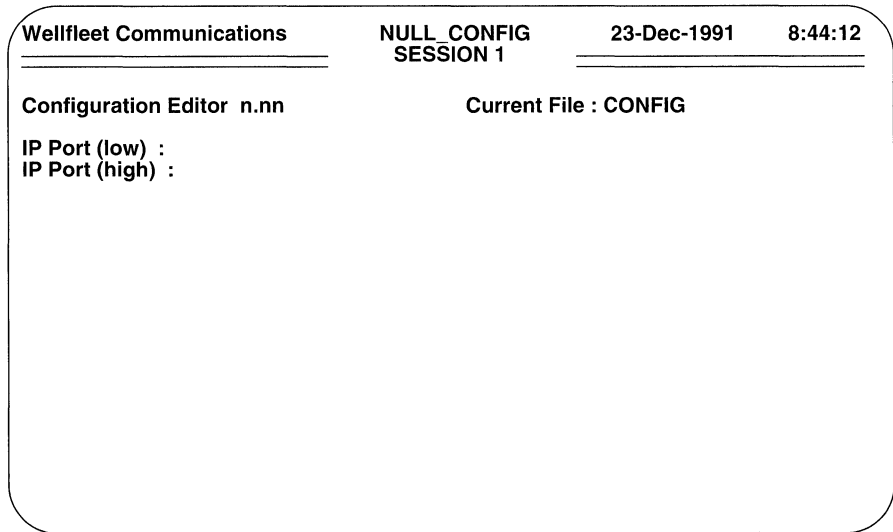 Wellfleet Communications NULL_CONFIG 23-Dec-1991 8:44:12
SESSION 1
Configuration Editor n.nn Current File : CONFIG
IP Port (low) :
IP Port (high) :